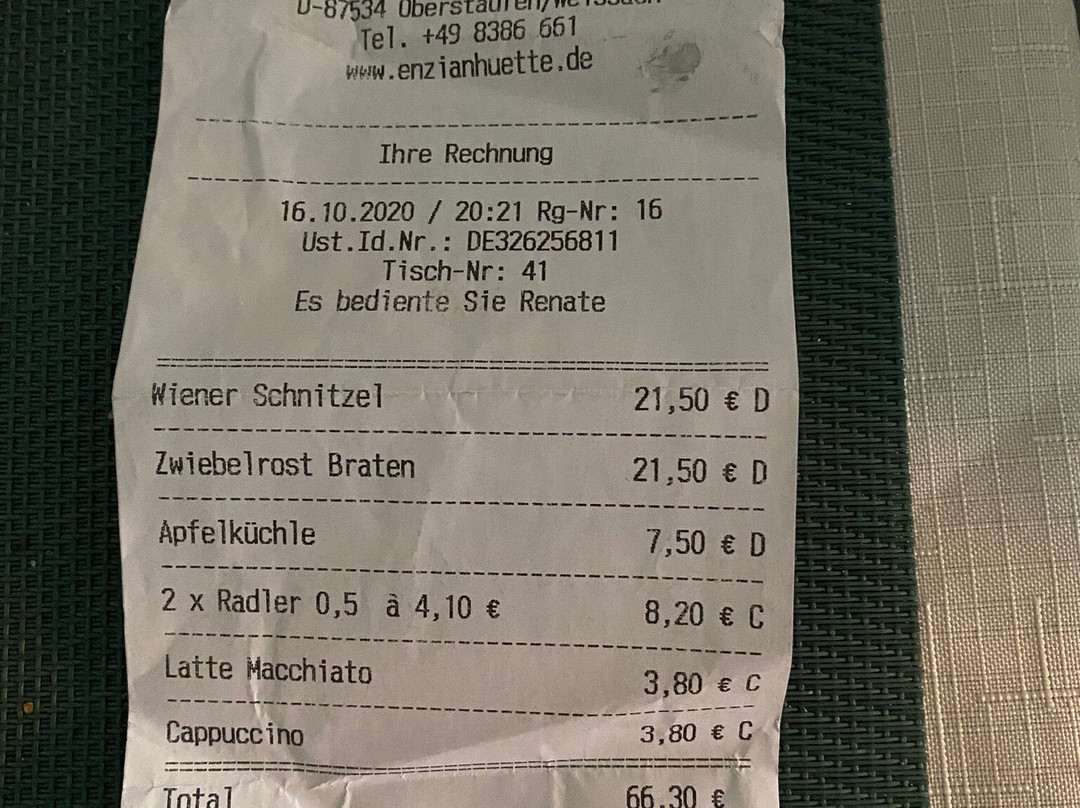 D-87534 Oberstaufen/Weissach
Tel. +49 8386 661
www.enzianhuette.de
Ihre Rechnung
16.10.2020 / 20:21 Rg-Nr: 16
Ust.Id.Nr.: DE326256811
Tisch-Nr: 41
Es bediente Sie Renate
Wiener Schnitzel 21,50 € D
Zwiebelrost Braten 21,50 € D
Apfelküchle 7,50 € D
2 x Radler 0,5 à 4,10 € 8,20 € C
Latte Macchiato 3,80 € C
Cappuccino 3,80 € C
Total 66,30 €